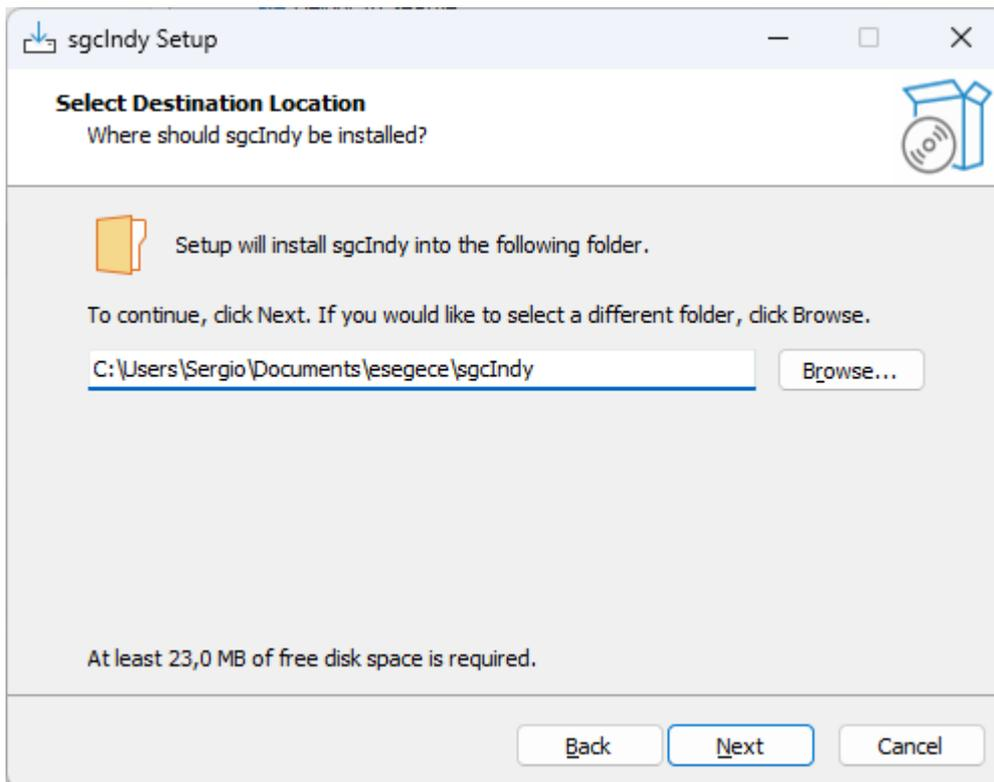 sgcIndy Setup
Select Destination Location
Where should sgcIndy be installed?
Setup will install sgcIndy into the following folder.
To continue, click Next. If you would like to select a different folder, click Browse.
C:\Users\Sergio\Documents\esegece\sgcIndy
Browse...
At least 23,0 MB of free disk space is required.
Back
Next
Cancel